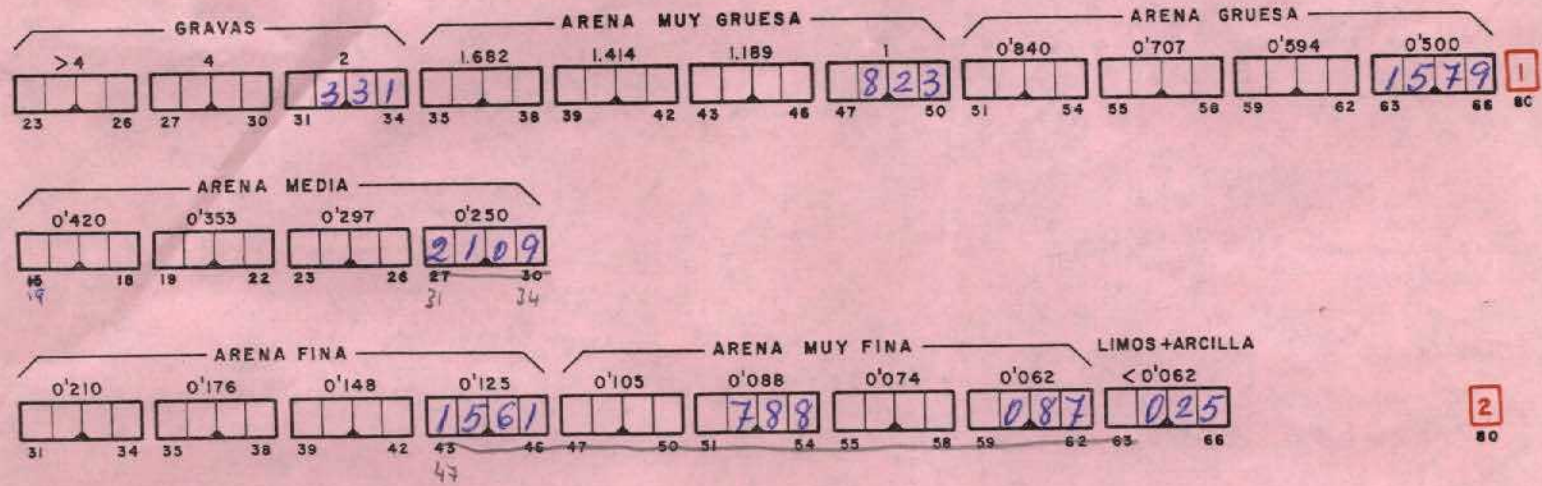 GRAVAS ARENA MUY GRUESA ARENA GRUESA
>4 4 2 1.682 1.414 1.189 1 0'840 0'707 0'594 0'500
331 823 1579 1
23 26 27 30 31 34 35 38 39 42 43 46 47 50 51 54 55 58 59 62 63 66 80
ARENA MEDIA
0'420 0'353 0'297 0'250
2109
15 18 19 22 23 26 27 30
19 31 34
ARENA FINA ARENA MUY FINA LIMOS+ARCILLA
0'210 0'176 0'148 0'125 0'105 0'088 0'074 0'062 <0'062
1561 788 087 025 2
31 34 35 38 39 42 43 46 47 50 51 54 55 58 59 62 63 66 80
47